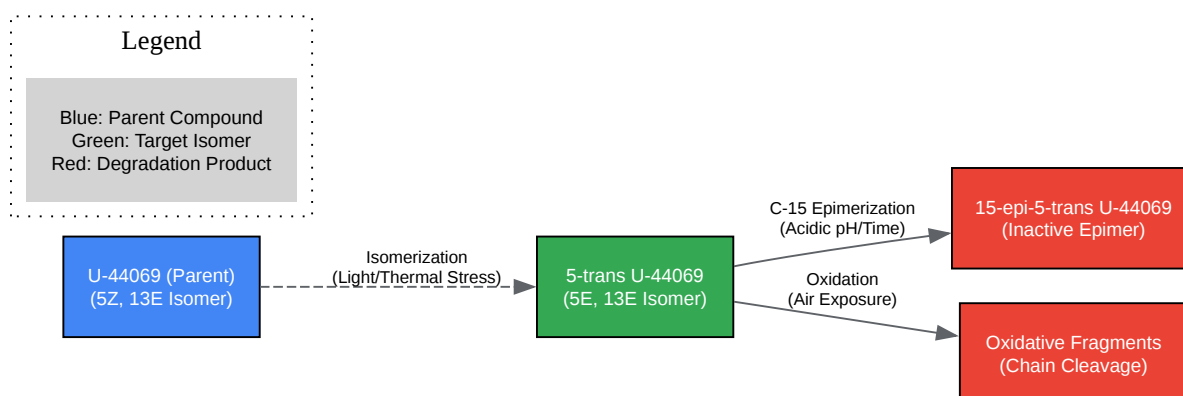 Legend
Blue: Parent Compound
Green: Target Isomer
Red: Degradation Product
U-44069 (Parent)
(5Z, 13E Isomer)
Isomerization
(Light/Thermal Stress)
5-trans U-44069
(5E, 13E Isomer)
C-15 Epimerization
(Acidic pH/Time)
15-epi-5-trans U-44069
(Inactive Epimer)
Oxidation
(Air Exposure)
Oxidative Fragments
(Chain Cleavage)